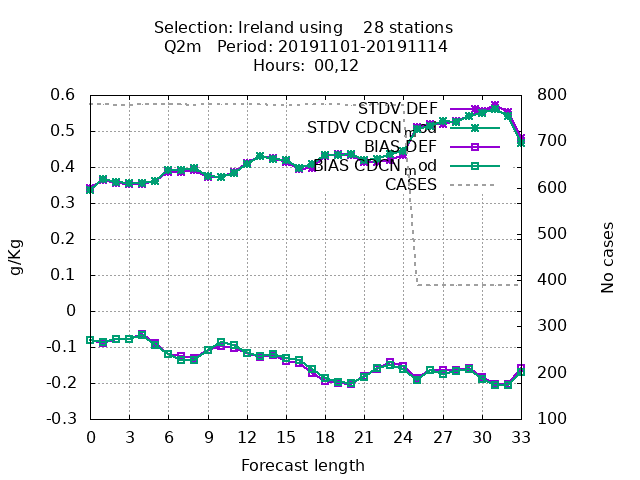 Selection: Ireland using 28 stations
Q2m Period: 20191101-20191114
Hours: 00,12
0.6
0.5
0.4
0.3
0.2
0.1
0
-0.1
-0.2
-0.3
g/Kg
800
700
600
500
400
300
200
100
No cases
STDV DEF
STDV CDCN_mod
BIAS DEF
BIAS CDCN_mod
CASES
0 3 6 9 12 15 18 21 24 27 30 33
Forecast length